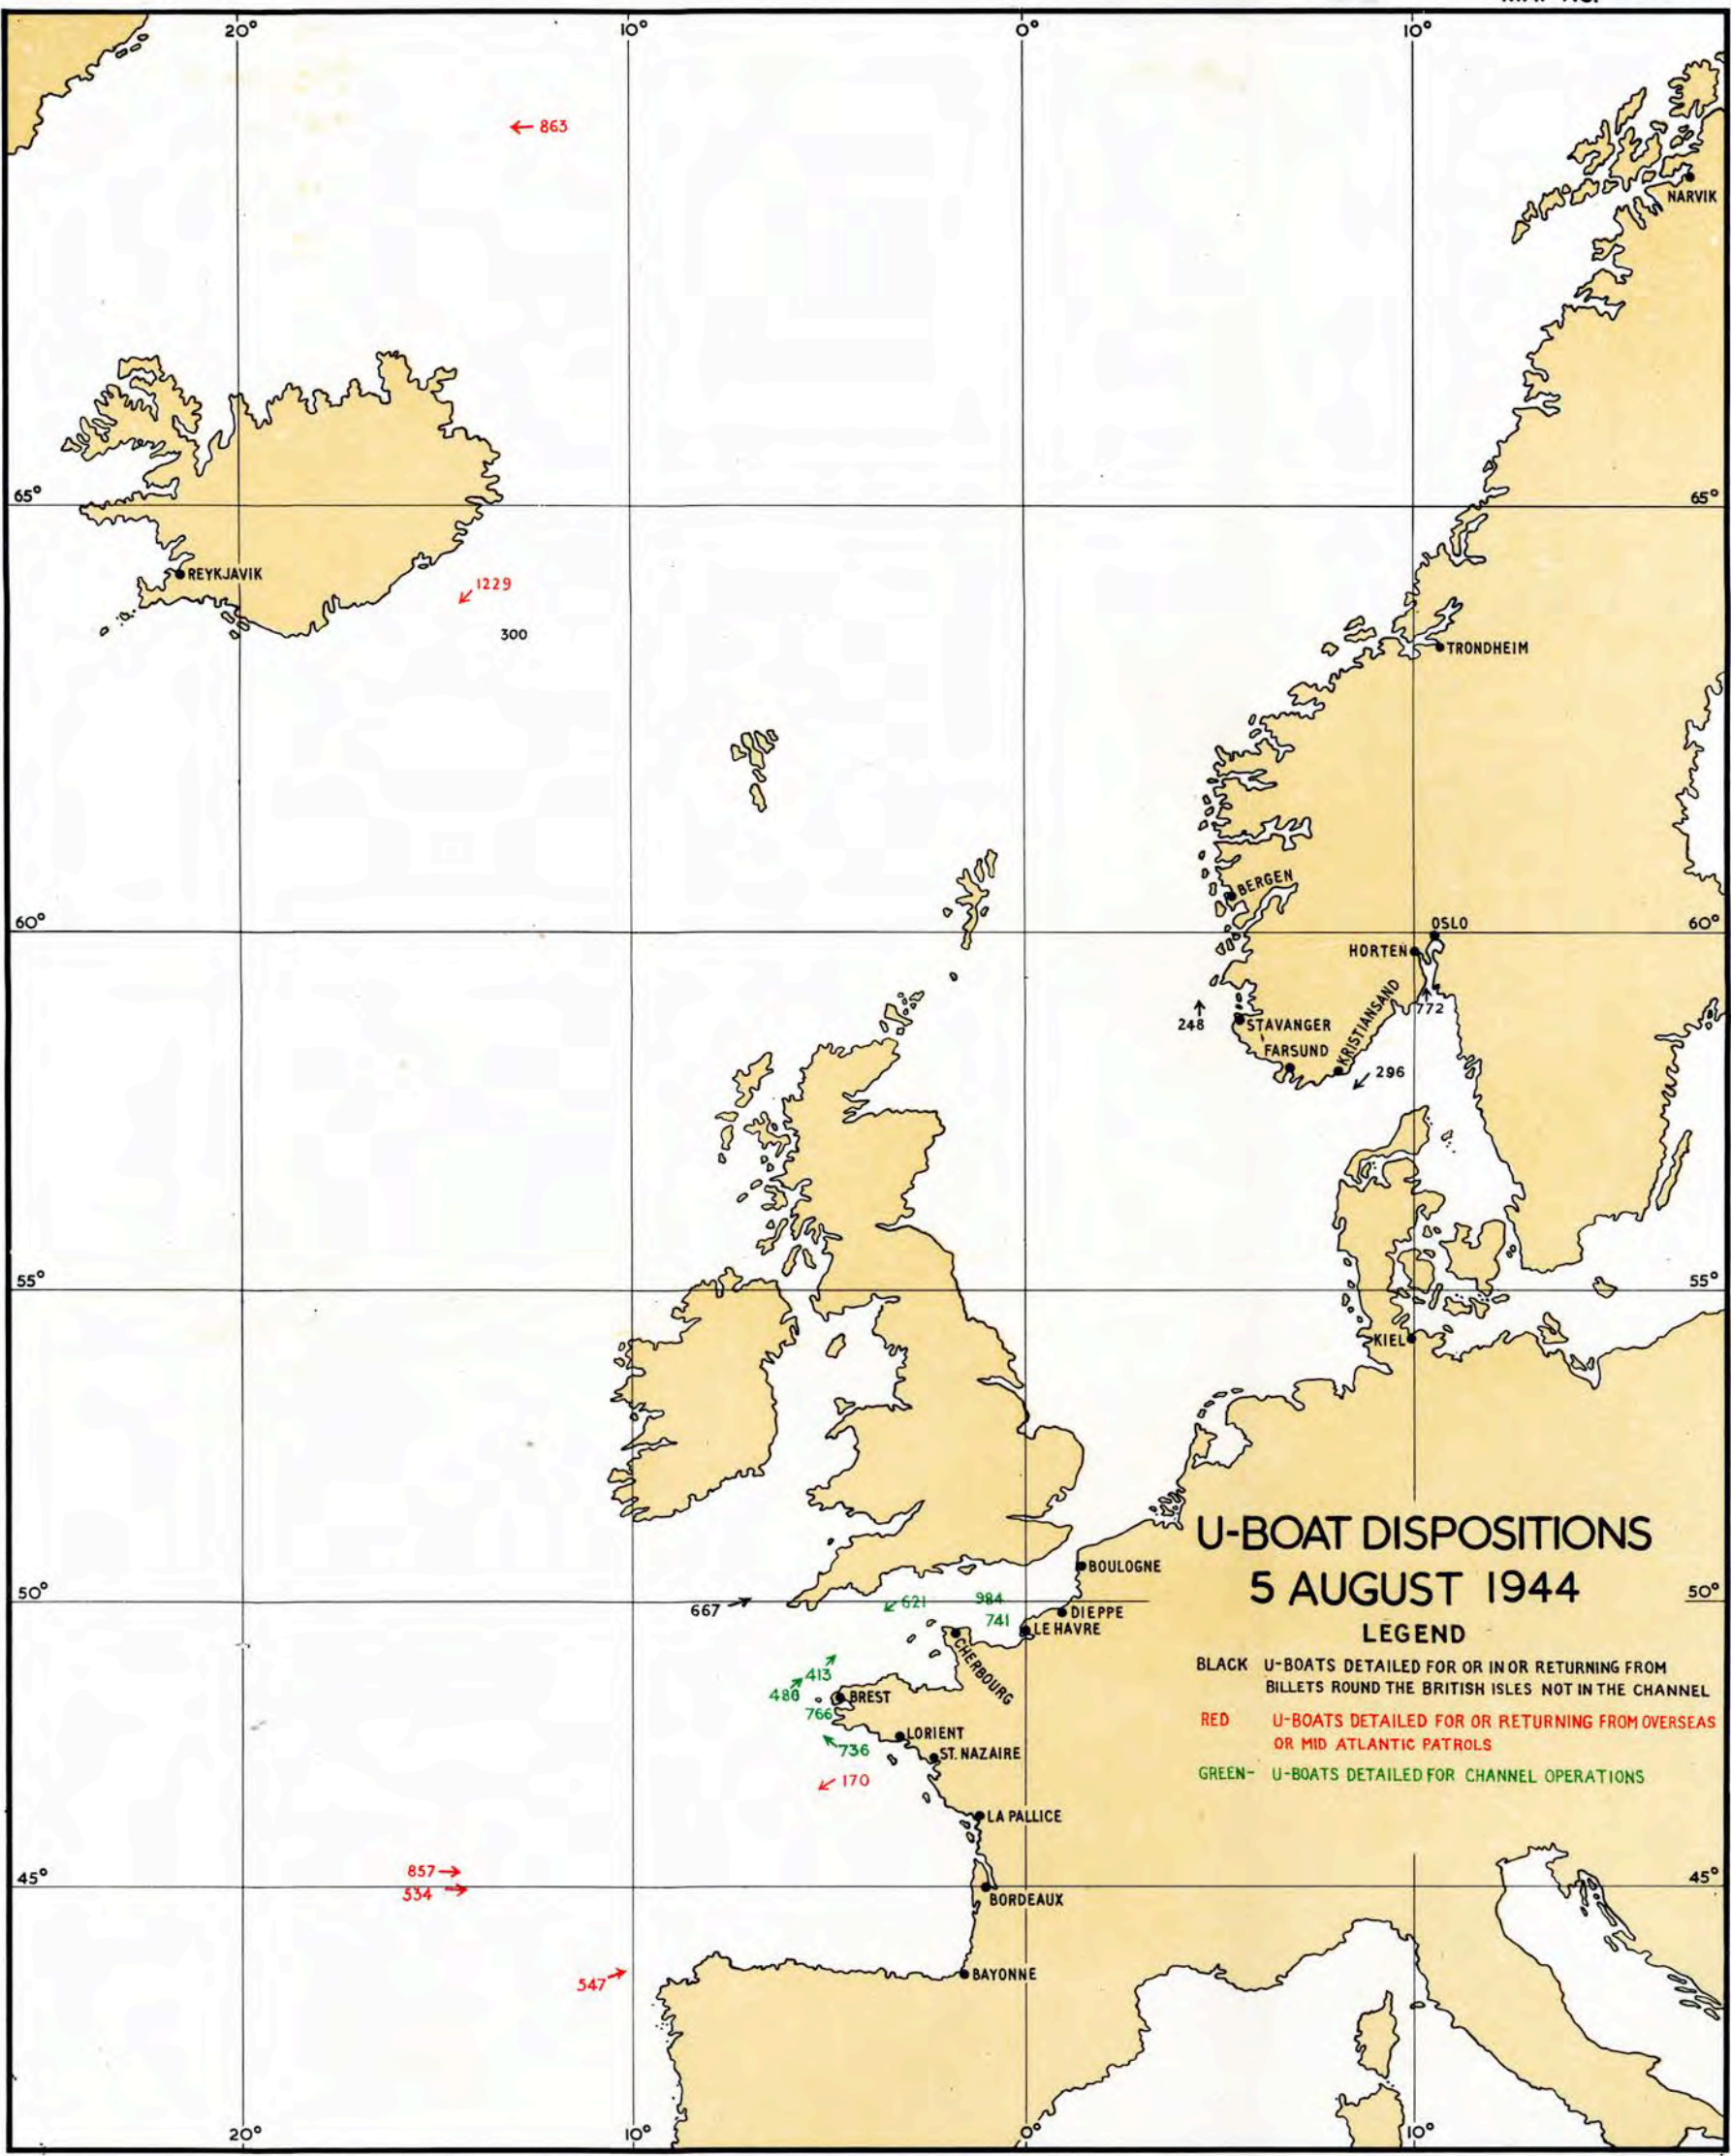 20° 10° 0° 10°
← 863
NARVIK
65° 65°
REYKJAVIK
1229
300
TRONDHEIM
BERGEN
60° 60°
OSLO
HORTEN
772
248
STAVANGER
KRISTIANSAND
FARSUND
296
55° 55°
KIEL
U-BOAT DISPOSITIONS
5 AUGUST 1944
BOULOGNE
50° 50°
667
621
984
741
DIEPPE
LE HAVRE
CHERBOURG
LEGEND
BLACK U-BOATS DETAILED FOR OR IN OR RETURNING FROM
BILLETS ROUND THE BRITISH ISLES NOT IN THE CHANNEL
RED U-BOATS DETAILED FOR OR RETURNING FROM OVERSEAS
OR MID ATLANTIC PATROLS
GREEN- U-BOATS DETAILED FOR CHANNEL OPERATIONS
413
BREST
766
LORIENT
736
ST. NAZAIRE
170
LA PALLICE
857 →
45° 45°
534 →
BORDEAUX
547
BAYONNE
20° 10° 0° 10°